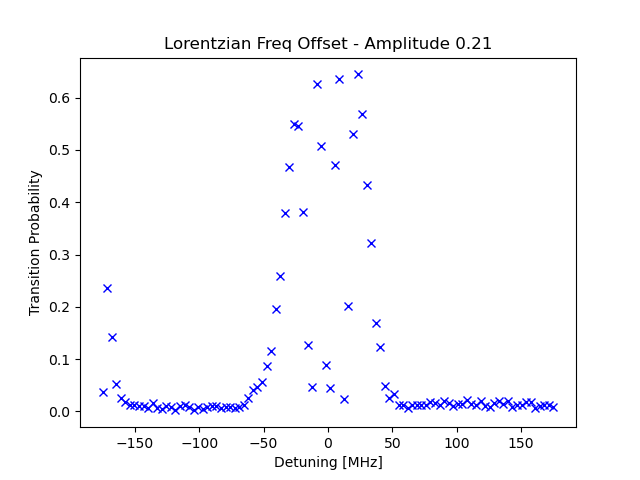 Lorentzian Freq Offset - Amplitude 0.21
Transition Probability
0.6
0.5
0.4
0.3
0.2
0.1
0.0
−150 −100 −50 0 50 100 150
Detuning [MHz]